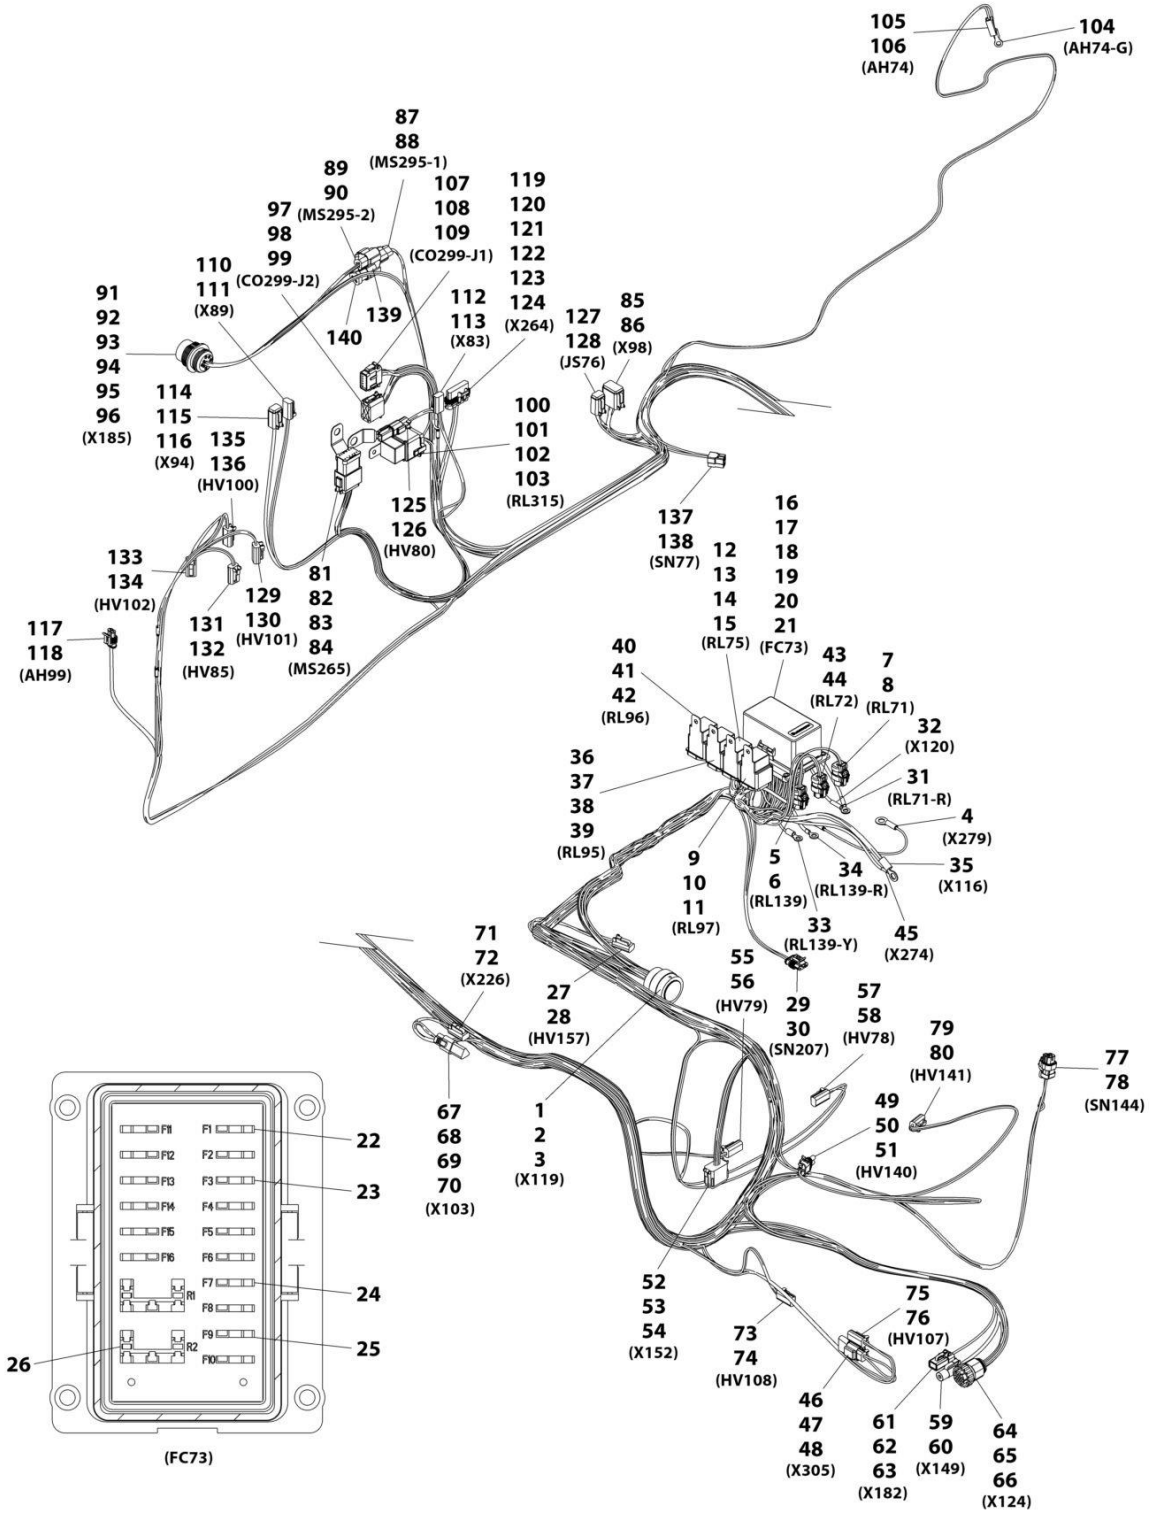 105
106
(AH74)
104
(AH74-G)
87
88
(MS295-1)
89
90
(MS295-2)
97
98
99
(CO299-J2)
107
108
109
(CO299-J1)
119
120
121
122
123
124
(X264)
110
111
(X89)
112
113
(X83)
91
92
93
94
95
96
(X185)
139
140
127
128
(JS76)
85
86
(X98)
114
115
116
(X94)
135
136
(HV100)
100
101
102
103
(RL315)
125
126
(HV80)
137
138
(SN77)
133
134
(HV102)
129
130
(HV101)
131
132
(HV85)
81
82
83
84
(MS265)
117
118
(AH99)
16
17
18
19
20
21
(FC73)
12
13
14
15
(RL75)
40
41
42
(RL96)
43
44
(RL72)
7
8
(RL71)
32
(X120)
31
(RL71-R)
4
(X279)
36
37
38
39
(RL95)
9
10
11
(RL97)
5
6
(RL139)
34
(RL139-R)
35
(X116)
33
(RL139-Y)
45
(X274)
71
72
(X226)
27
28
(HV157)
55
56
(HV79)
29
30
(SN207)
57
58
(HV78)
79
80
(HV141)
77
78
(SN144)
49
50
51
(HV140)
67
68
69
70
(X103)
1
2
3
(X119)
52
53
54
(X152)
73
74
(HV108)
75
76
(HV107)
46
47
48
(X305)
61
62
63
(X182)
59
60
(X149)
64
65
66
(X124)
F11 F1 22
F12 F2
F13 F3 23
F14 F4
F15 F5
F16 F6
F7 24
R1
F8
F9 25
26 R2
F10
(FC73)